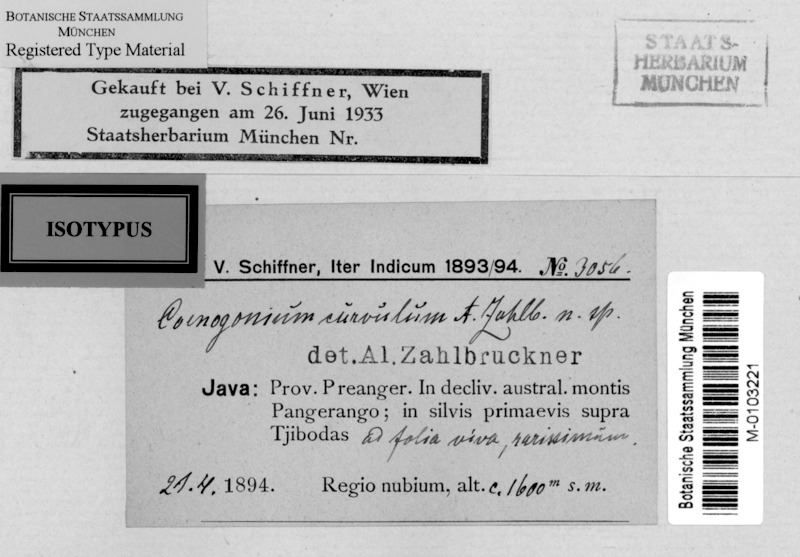 BOTANISCHE STAATSSAMMLUNG
MÜNCHEN
Registered Type Material
STAATS-
HERBARIUM
MÜNCHEN
Gekauft bei V. Schiffner, Wien
zugegangen am 26. Juni 1933
Staatsherbarium München Nr.
ISOTYPUS
V. Schiffner, Iter Indicum 1893/94. No. 3056.
Coenogonium curvulum A. Zahlb. n. sp.
det. Al. Zahlbruckner
Java: Prov. Preanger. In decliv. austral. montis
Pangerango; in silvis primaevis supra
Tjibodas ad folia viva, rarissimum.
21.4. 1894. Regio nubium, alt. c. 1600 m s. m.
Botanische Staatssammlung München
M-0103221